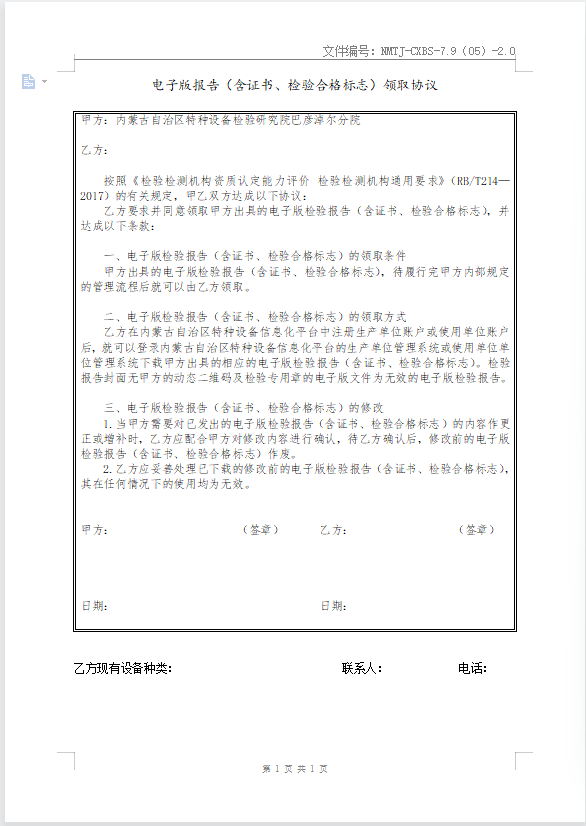 文件编号：NMTJ-CXBS-7.9（05）-2.0
电子版报告（含证书、检验合格标志）领取协议
甲方：内蒙古自治区特种设备检验研究院巴彦淖尔分院
乙方：
按照《检验检测机构资质认定能力评价 检验检测机构通用要求》（RB/T214—
2017）的有关规定，甲乙双方达成以下协议：
乙方要求并同意领取甲方出具的电子版检验报告（含证书、检验合格标志），并
达成以下条款：
一、电子版检验报告（含证书、检验合格标志）的领取条件
甲方出具的电子版检验报告（含证书、检验合格标志），待履行完甲方内部规定
的管理流程后就可以由乙方领取。
二、电子版检验报告（含证书、检验合格标志）的领取方式
乙方在内蒙古自治区特种设备信息化平台中注册生产单位账户或使用单位账户
后，就可以登录内蒙古自治区特种设备信息化平台的生产单位管理系统或使用单位单
位管理系统下载甲方出具的相应的电子版检验报告（含证书、检验合格标志）。检验
报告封面无甲方的动态二维码及检验专用章的电子版文件为无效的电子版检验报告。
三、电子版检验报告（含证书、检验合格标志）的修改
1.当甲方需要对已发出的电子版检验报告（含证书、检验合格标志）的内容作更
正或增补时，乙方应配合甲方对修改内容进行确认，待乙方确认后，修改前的电子版
检验报告（含证书、检验合格标志）作废。
2.乙方应妥善处理已下载的修改前的电子版检验报告（含证书、检验合格标志），
其在任何情况下的使用均为无效。
甲方： （签章） 乙方： （签章）
日期： 日期：
乙方现有设备种类： 联系人： 电话：
第 1 页 共 1 页